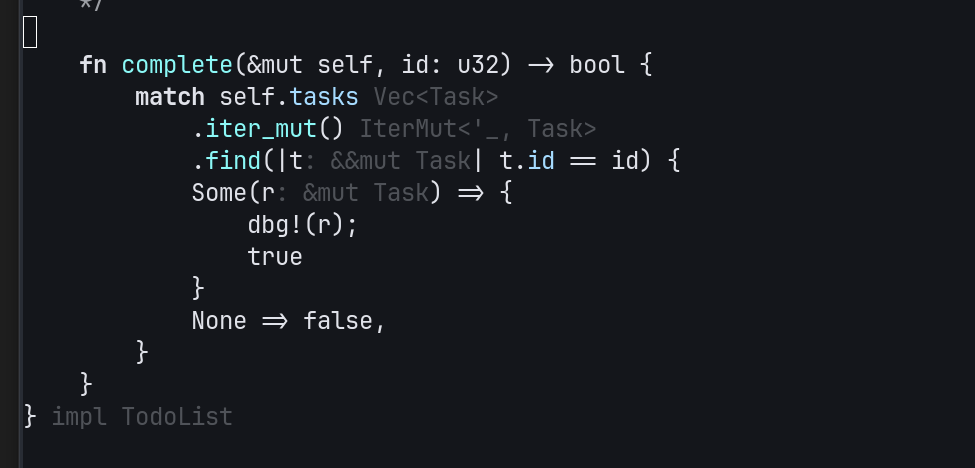 */
fn complete(&mut self, id: u32) -> bool {
match self.tasks Vec<Task>
.iter_mut() IterMut<'_, Task>
.find(|t: &&mut Task| t.id == id) {
Some(r: &mut Task) => {
dbg!(r);
true
}
None => false,
}
}
} impl TodoList